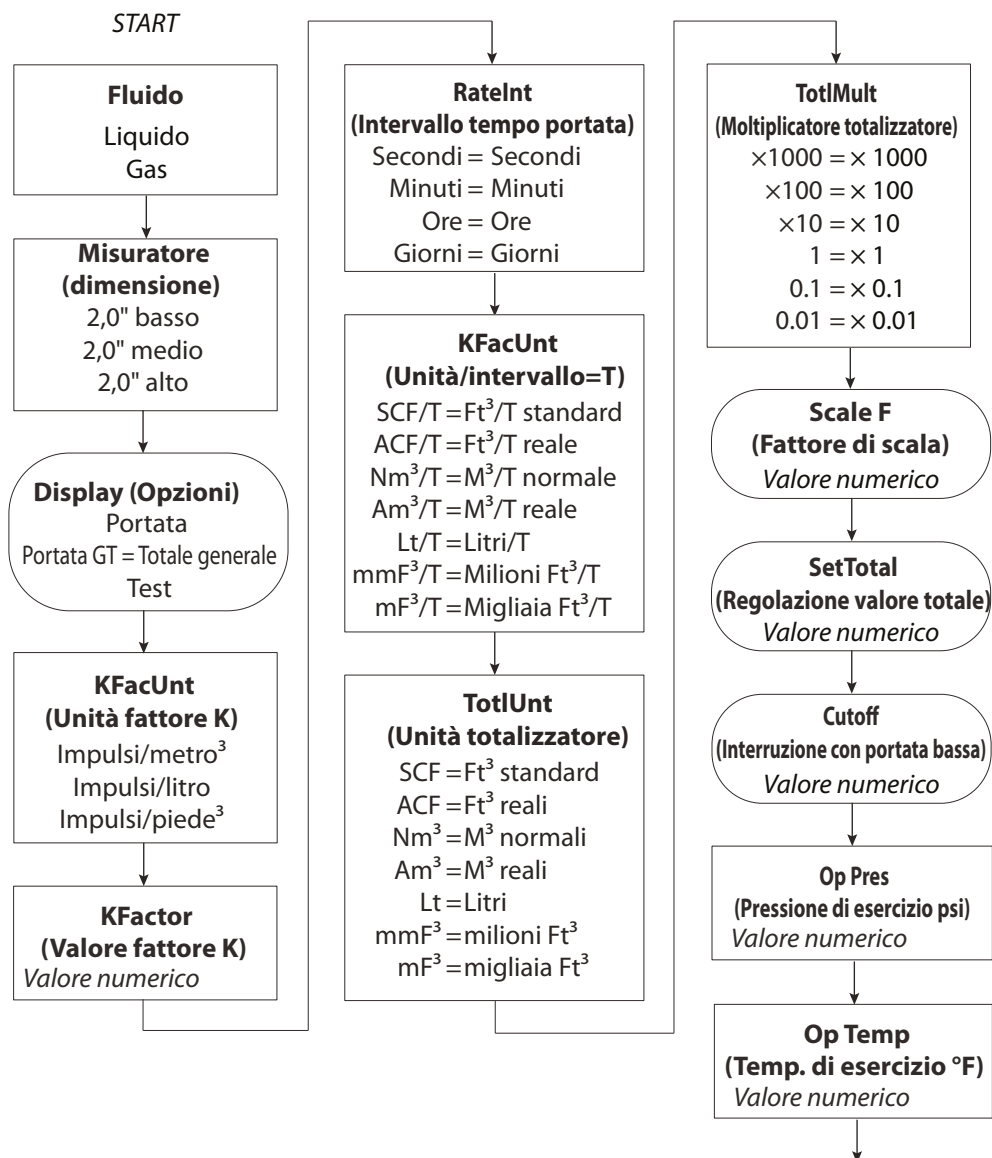 START
Fluido
Liquido
Gas
Misuratore
(dimensione)
2,0" basso
2,0" medio
2,0" alto
Display (Opzioni)
Portata
Portata GT = Totale generale
Test
KFacUnt
(Unità fattore K)
Impulsi/metro³
Impulsi/litro
Impulsi/piede³
KFactor
(Valore fattore K)
Valore numerico
RateInt
(Intervallo tempo portata)
Secondi = Secondi
Minuti = Minuti
Ore = Ore
Giorni = Giorni
KFacUnt
(Unità/intervallo=T)
SCF/T = Ft³/T standard
ACF/T = Ft³/T reale
Nm³/T = M³/T normale
Am³/T = M³/T reale
Lt/T = Litri/T
mmF³/T = Milioni Ft³/T
mF³/T = Migliaia Ft³/T
TotlUnt
(Unità totalizzatore)
SCF = Ft³ standard
ACF = Ft³ reali
Nm³ = M³ normali
Am³ = M³ reali
Lt = Litri
mmF³ = milioni Ft³
mF³ = migliaia Ft³
TotlMult
(Moltiplicatore totalizzatore)
×1000 = × 1000
×100 = × 100
×10 = × 10
1 = × 1
0.1 = × 0.1
0.01 = × 0.01
Scale F
(Fattore di scala)
Valore numerico
SetTotal
(Regolazione valore totale)
Valore numerico
Cutoff
(Interruzione con portata bassa)
Valore numerico
Op Pres
(Pressione di esercizio psi)
Valore numerico
Op Temp
(Temp. di esercizio °F)
Valore numerico